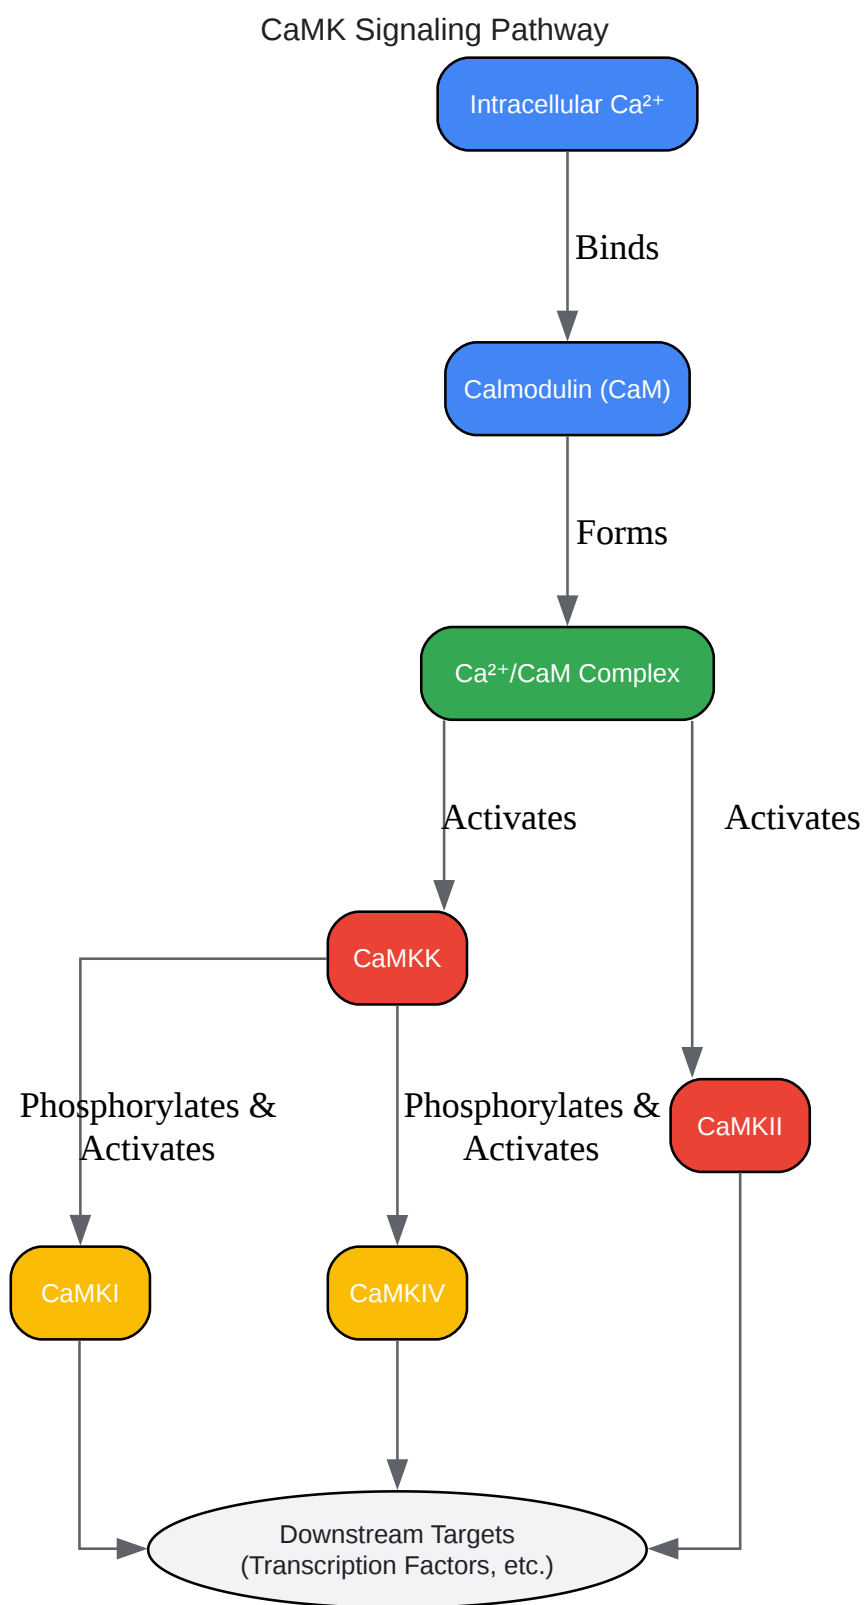 CaMK Signaling Pathway
Intracellular Ca²⁺
Binds
Calmodulin (CaM)
Forms
Ca²⁺/CaM Complex
Activates
Activates
CaMKK
Phosphorylates &
Activates
Phosphorylates &
Activates
CaMKII
CaMKI
CaMKIV
Downstream Targets
(Transcription Factors, etc.)